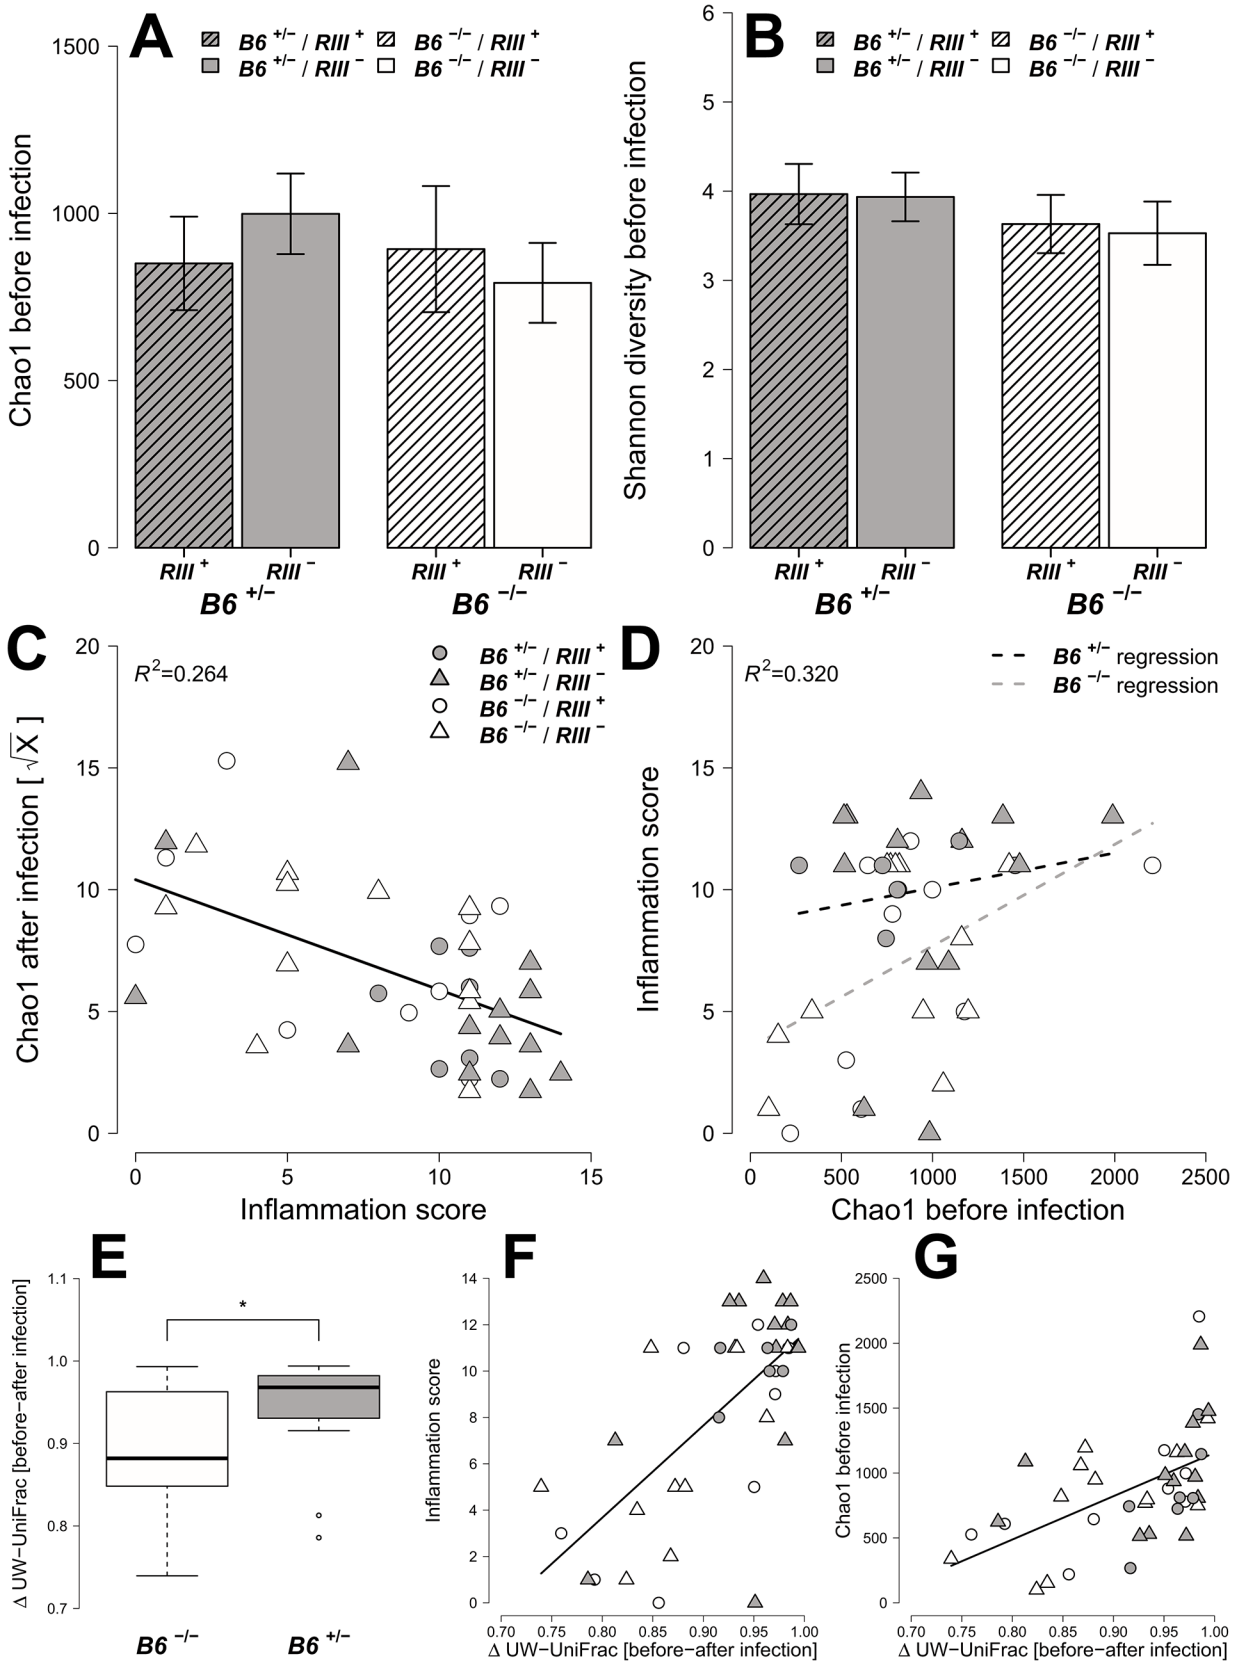 A
B6 +/− / RIII +
B6 −/− / RIII +
B6 +/− / RIII −
B6 −/− / RIII −
Chao1 before infection
1500
1000
500
0
RIII +
RIII −
RIII +
RIII −
B6 +/−
B6 −/−
B
B6 +/− / RIII +
B6 −/− / RIII +
B6 +/− / RIII −
B6 −/− / RIII −
Shannon diversity before infection
6
5
4
3
2
1
0
RIII +
RIII −
RIII +
RIII −
B6 +/−
B6 −/−
C
R²=0.264
B6 +/− / RIII +
B6 +/− / RIII −
B6 −/− / RIII +
B6 −/− / RIII −
Chao1 after infection [ √X ]
20
15
10
5
0
0 5 10 15
Inflammation score
D
R²=0.320
B6 +/− regression
B6 −/− regression
Inflammation score
20
15
10
5
0
0 500 1000 1500 2000 2500
Chao1 before infection
E
*
Δ UW−UniFrac [before−after infection]
1.1
1.0
0.9
0.8
0.7
B6 −/−
B6 +/−
F
Inflammation score
14
12
10
8
6
4
2
0
0.70 0.75 0.80 0.85 0.90 0.95 1.00
Δ UW−UniFrac [before−after infection]
G
Chao1 before infection
2500
2000
1500
1000
500
0
0.70 0.75 0.80 0.85 0.90 0.95 1.00
Δ UW−UniFrac [before−after infection]